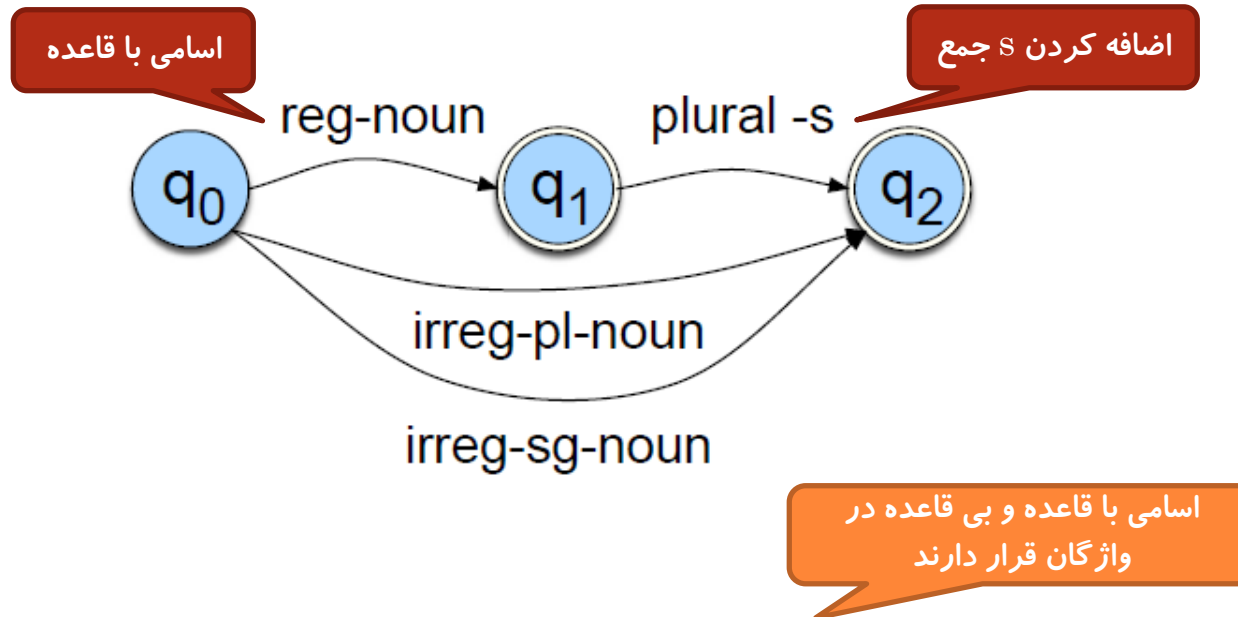 اسامی با قاعده
اضافه کردن s جمع
reg-noun
plural -s
q0
q1
q2
irreg-pl-noun
irreg-sg-noun
اسامی با قاعده و بی قاعده در
واژگان قرار دارند